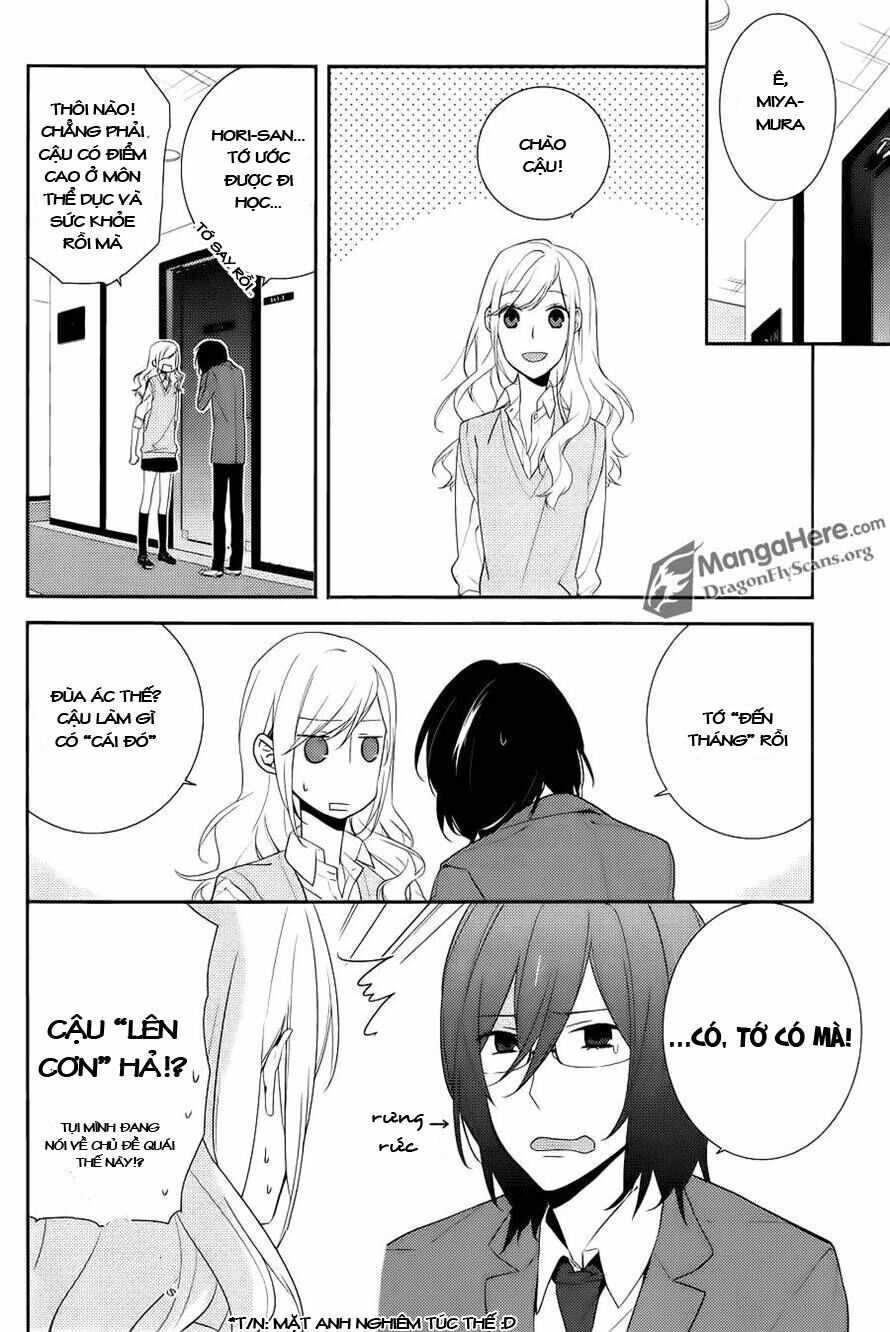 Ê,
MIYA-
MURA
CHÀO
CẬU!
HORI-SAN...
TỚ ƯỚC
ĐƯỢC ĐI
HỌC...
TỚ SAY RỒI..
THÔI NÀO!
CHẲNG PHẢI
CẬU CÓ ĐIỂM
CAO Ở MÔN
THỂ DỤC VÀ
SỨC KHỎE
RỒI MÀ
MangaHere.com
DragonFlyScans.org
TỚ “ĐẾN
THÁNG” RỒI
ĐÙA ÁC THẾ?
CẬU LÀM GÌ
CÓ “CÁI ĐÓ”
...CÓ, TỚ CÓ MÀ!
rưng
rức
CẬU “LÊN
CƠN” HẢ!?
TỤI MÌNH ĐANG
NÓI VỀ CHỦ ĐỀ QUÁI
THẾ NÀY!?
*T/N: MẶT ANH NGHIÊM TÚC THẾ :D